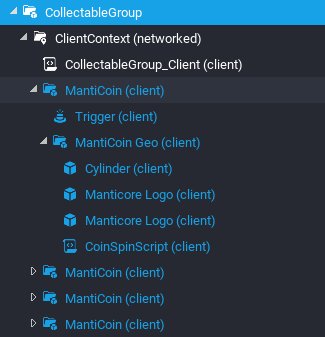 CollectableGroup
ClientContext (networked)
CollectableGroup_Client (client)
MantiCoin (client)
Trigger (client)
MantiCoin Geo (client)
Cylinder (client)
Manticore Logo (client)
Manticore Logo (client)
CoinSpinScript (client)
MantiCoin (client)
MantiCoin (client)
MantiCoin (client)